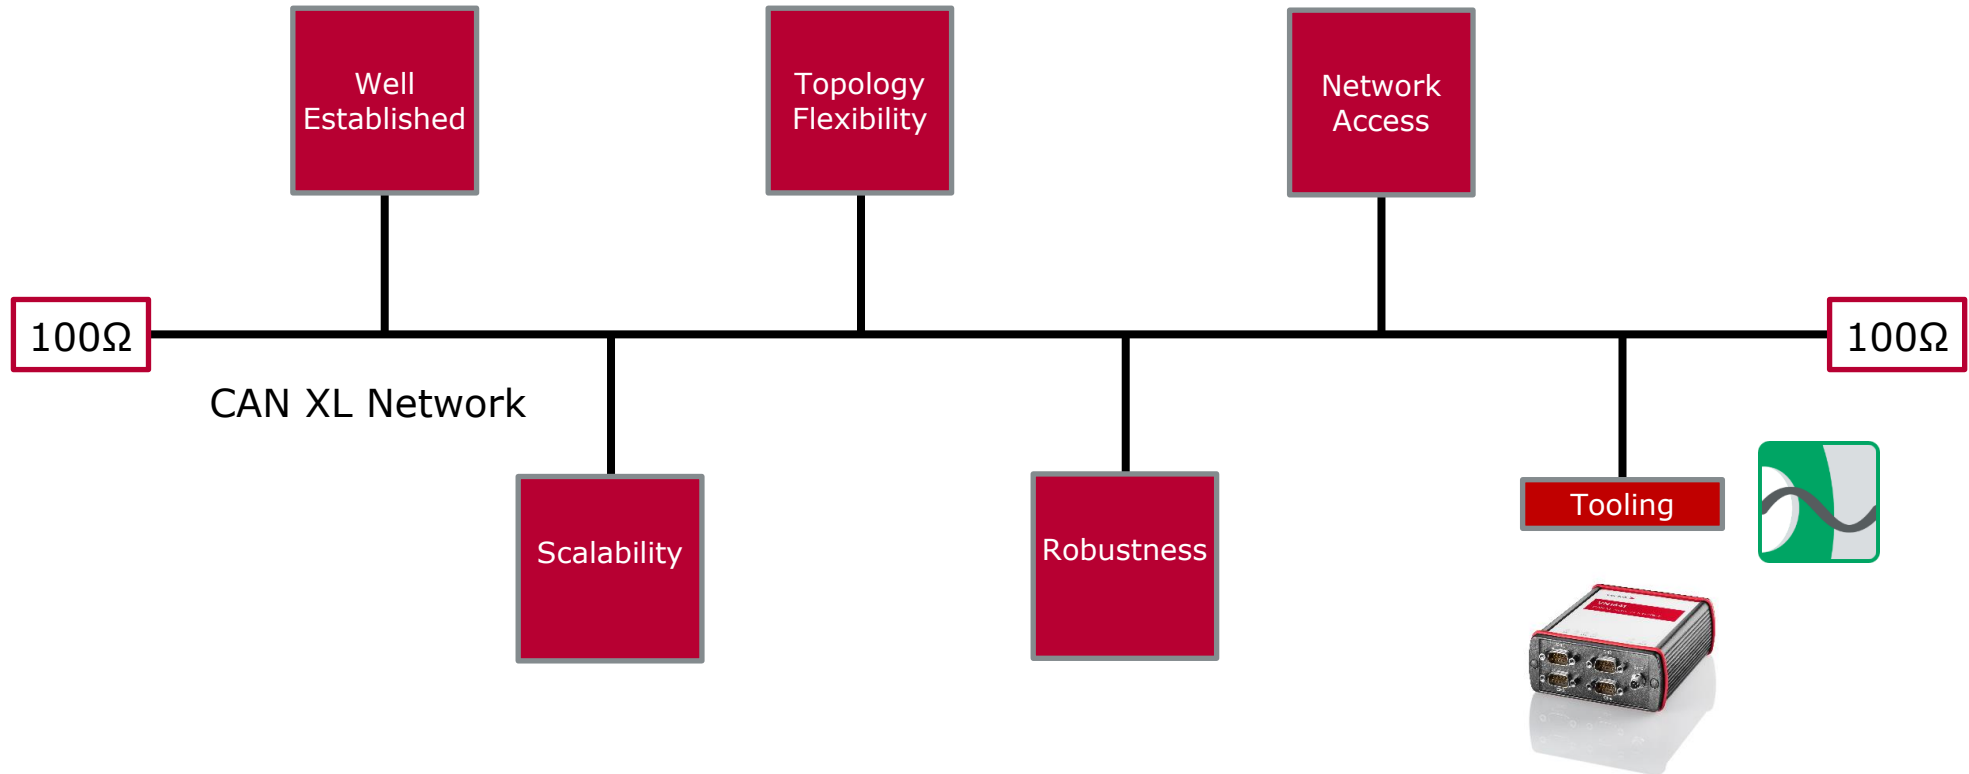 Well
Established
Topology
Flexibility
Network
Access
100Ω
100Ω
CAN XL Network
Scalability
Robustness
Tooling